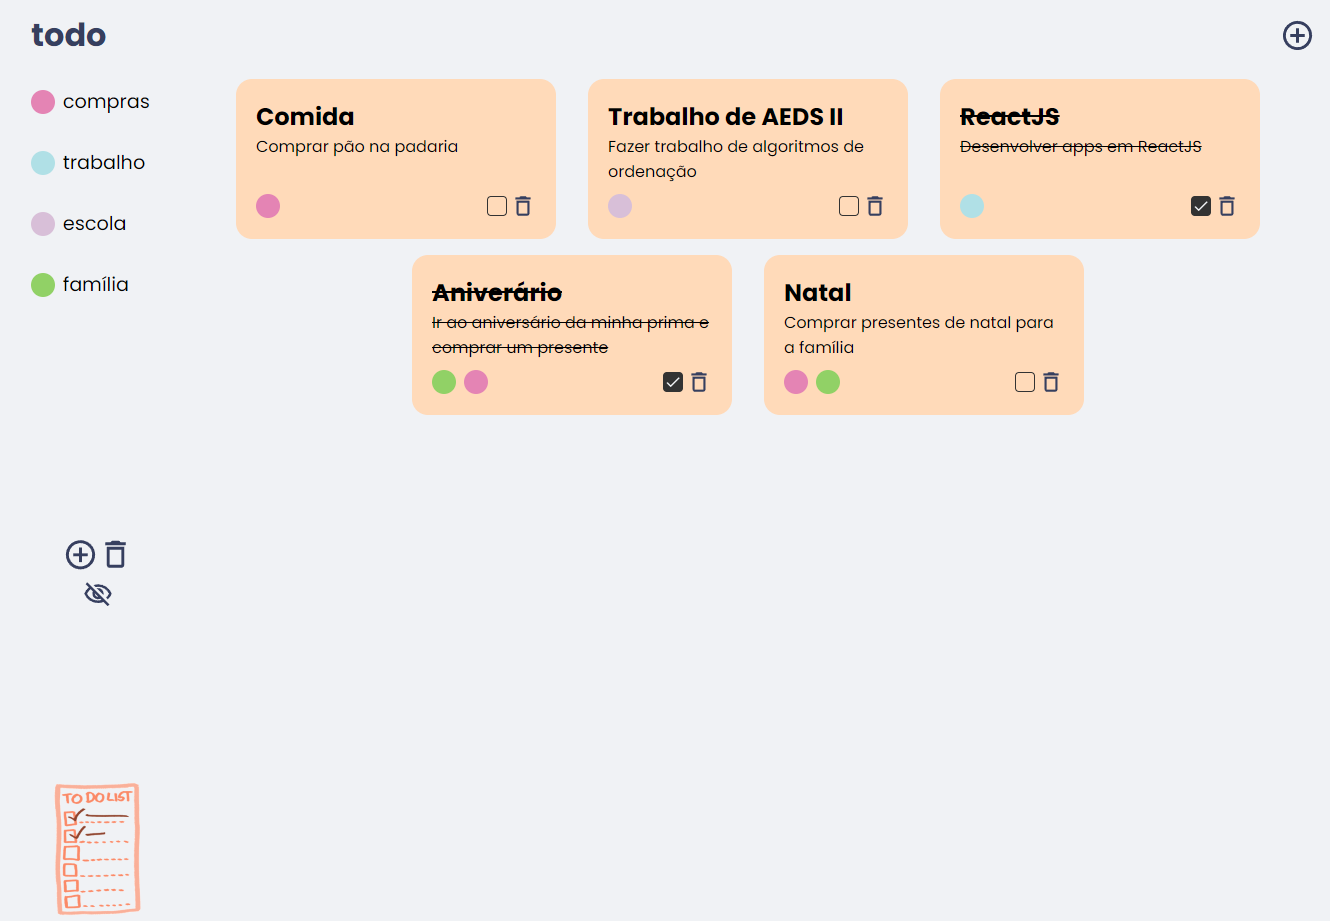 todo
compras
trabalho
escola
família
Comida
Comprar pão na padaria
Trabalho de AEDS II
Fazer trabalho de algoritmos de
ordenação
ReactJS
Desenvolver apps em ReactJS
Aniverário
Ir ao aniversário da minha prima e
comprar um presente
Natal
Comprar presentes de natal para
a família
TO DO LIST